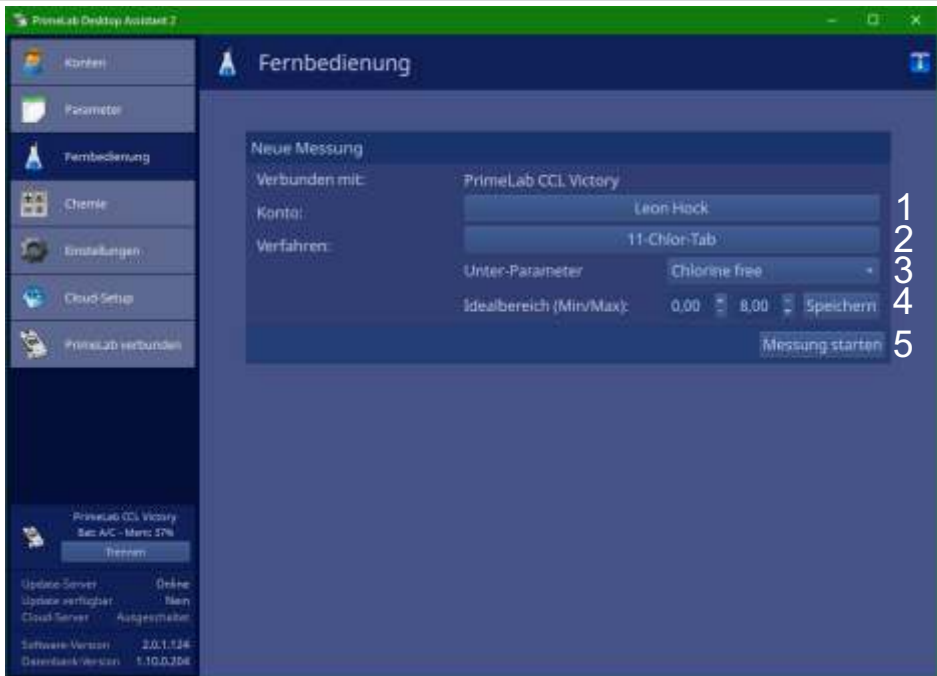 PrimeLab Desktop Assistant 2
Konten
Parameter
Fernbedienung
Chemie
Einstellungen
Cloud-Setup
PrimeLab verbunden
PrimeLab CCL Victory
Bat: A/C - Mem: 37%
Trennen
Update-Server Online
Update verfügbar Nein
Cloud-Server Ausgeschaltet
Software-Version 2.0.1.124
Datenbank-Version 1.10.0.204
Fernbedienung
Neue Messung
Verbunden mit: PrimeLab CCL Victory
Konto: Leon Hock 1
Verfahren: 11-Chlor-Tab 2
Unter-Parameter Chlorine free 3
Idealbereich (Min/Max): 0,00 8,00 Speichern 4
Messung starten 5